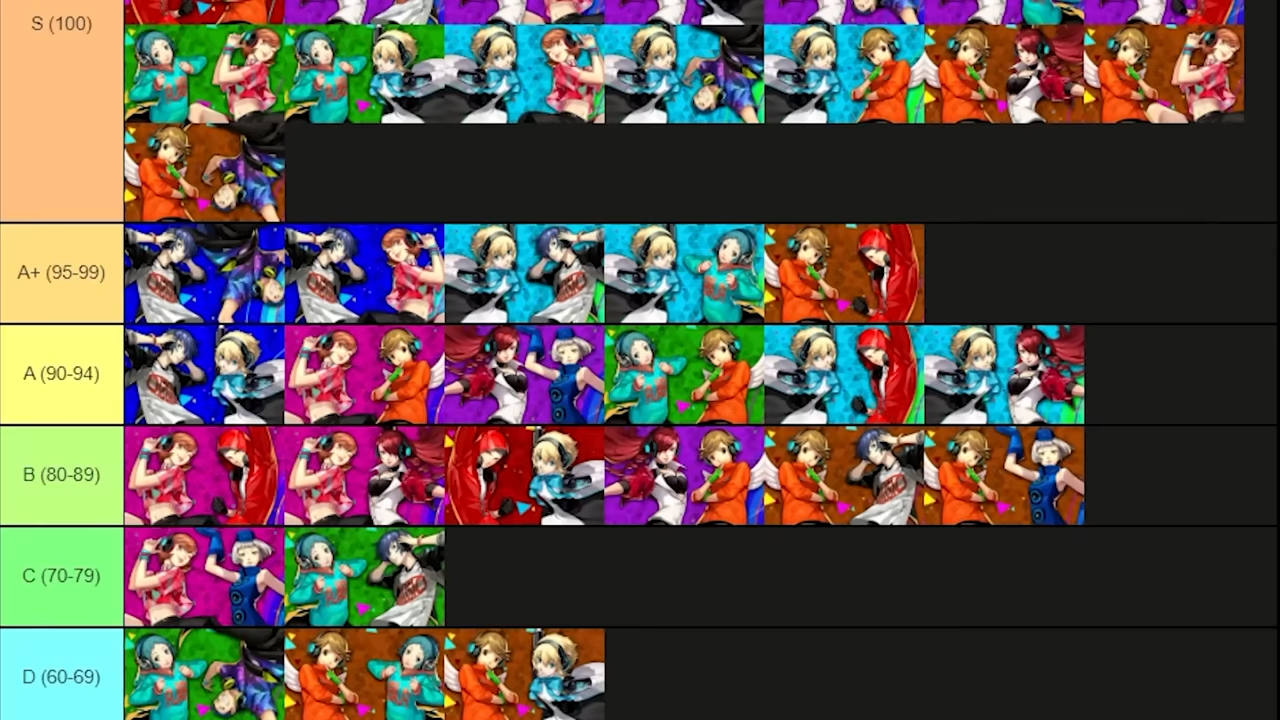 S (100)
A+ (95-99)
A (90-94)
B (80-89)
C (70-79)
D (60-69)